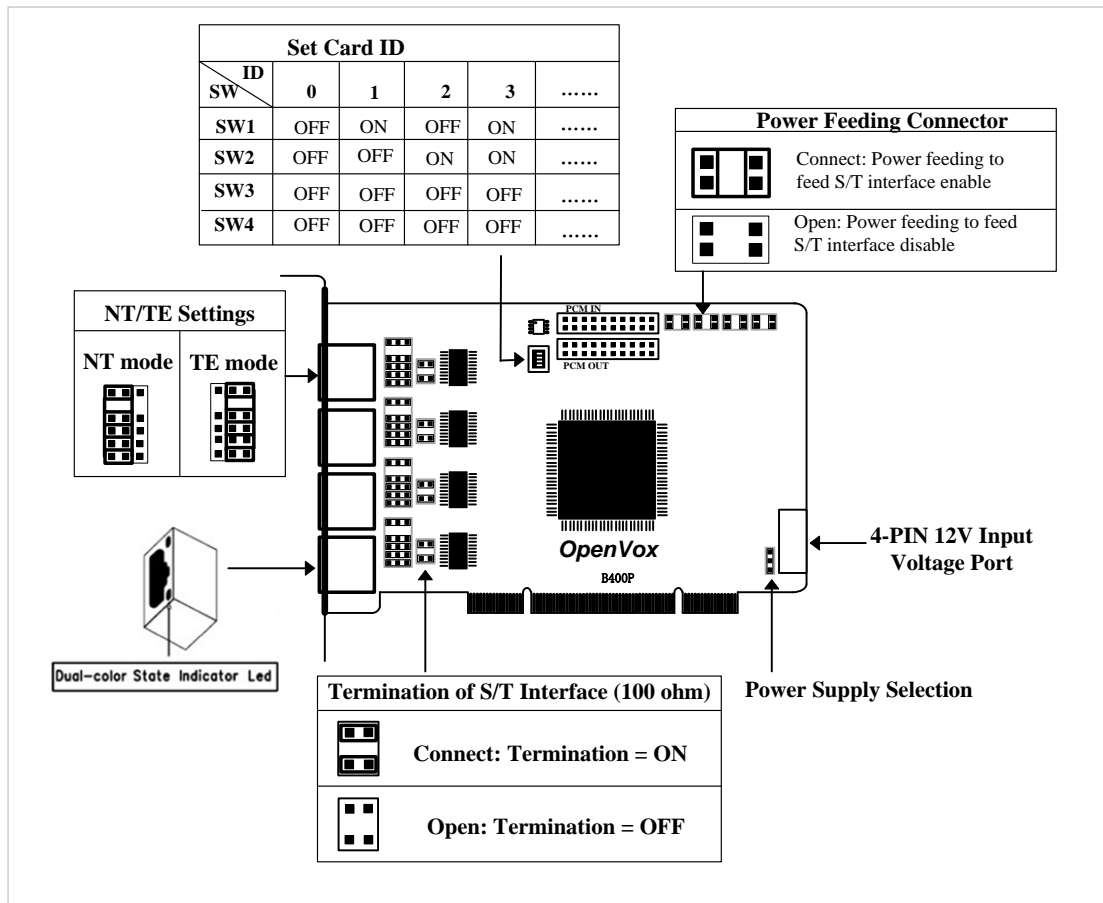 Set Card ID
ID
SW 0 1 2 3 ......
SW1 OFF ON OFF ON ......
SW2 OFF OFF ON ON ......
SW3 OFF OFF OFF OFF ......
SW4 OFF OFF OFF OFF ......
Power Feeding Connector
Connect: Power feeding to
feed S/T interface enable
Open: Power feeding to feed
S/T interface disable
NT/TE Settings
NT mode TE mode
PCM IN
PCM OUT
OpenVox
B400P
4-PIN 12V Input
Voltage Port
Dual-color State Indicator Led
Power Supply Selection
Termination of S/T Interface (100 ohm)
Connect: Termination = ON
Open: Termination = OFF